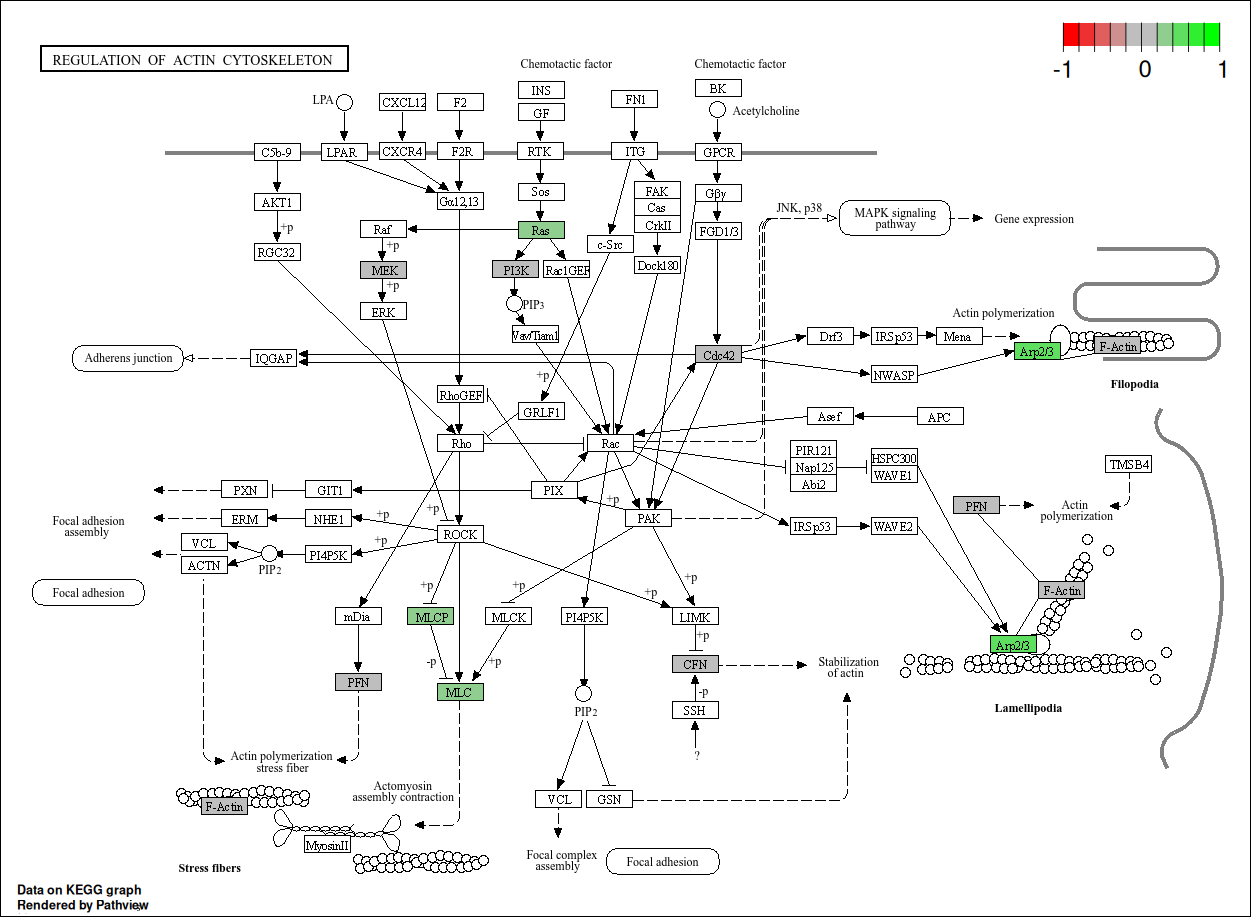 REGULATION OF ACTIN CYTOSKELETON
-1 0 1
Chemotactic factor
Chemotactic factor
LPA
CXCL12
F2
INS
GF
FN1
BK
Acetylcholine
C5b-9
LPAR
CXCR4
F2R
RTK
ITG
GPCR
AKT1
Gα12,13
Sos
FAK
Cas
CrkII
Gβγ
JNK, p38
MAPK signaling
pathway
Gene expression
+p
Raf
Ras
c-Src
FGD1/3
RGC32
+p
MEK
PI3K
Rac1GEF
Dock180
+p
ERK
PIP3
Vav/Tiam1
Actin polymerization
Drf3
IRSp53
Mena
Adherens junction
IQGAP
Cdc42
Arp2/3
F-Actin
+p
NWASP
Filopodia
RhoGEF
GRLF1
Asef
APC
Rho
Rac
PIR121
Nap125
Abi2
HSPC300
WAVE1
TMSB4
PXN
GIT1
PIX
+p
PFN
Actin
polymerization
Focal adhesion
assembly
ERM
NHE1
+p
+p
PAK
IRSp53
WAVE2
VCL
ACTN
PIP2
PI4P5K
+p
ROCK
Focal adhesion
+p
+p
+p
+p
F-Actin
mDia
MLCP
MLCK
PI4P5K
LIMK
+p
Arp2/3
-p
+p
CFN
Stabilization
of actin
PFN
MLC
-p
PIP2
SSH
Lamellipodia
?
Actin polymerization
stress fiber
Actomyosin
assembly contraction
F-Actin
VCL
GSN
MyosinII
Stress fibers
Focal complex
assembly
Focal adhesion
Data on KEGG graph
Rendered by Pathview